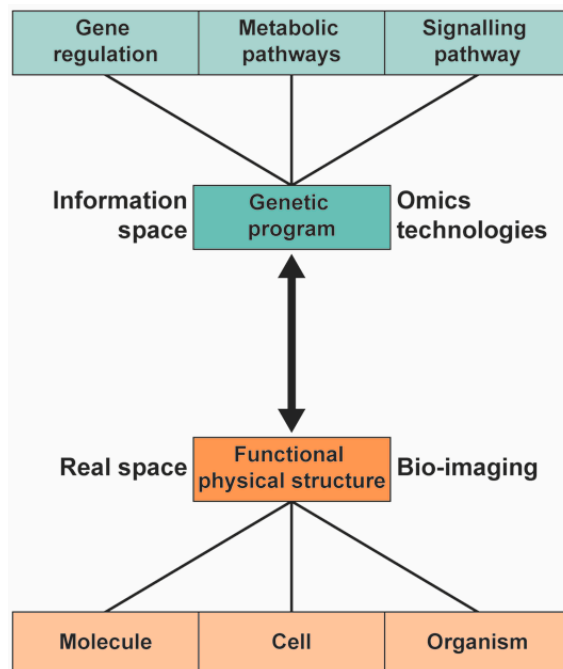 Gene
regulation
Metabolic
pathways
Signalling
pathway
Information
space
Genetic
program
Omics
technologies
Real space
Functional
physical structure
Bio-imaging
Molecule
Cell
Organism